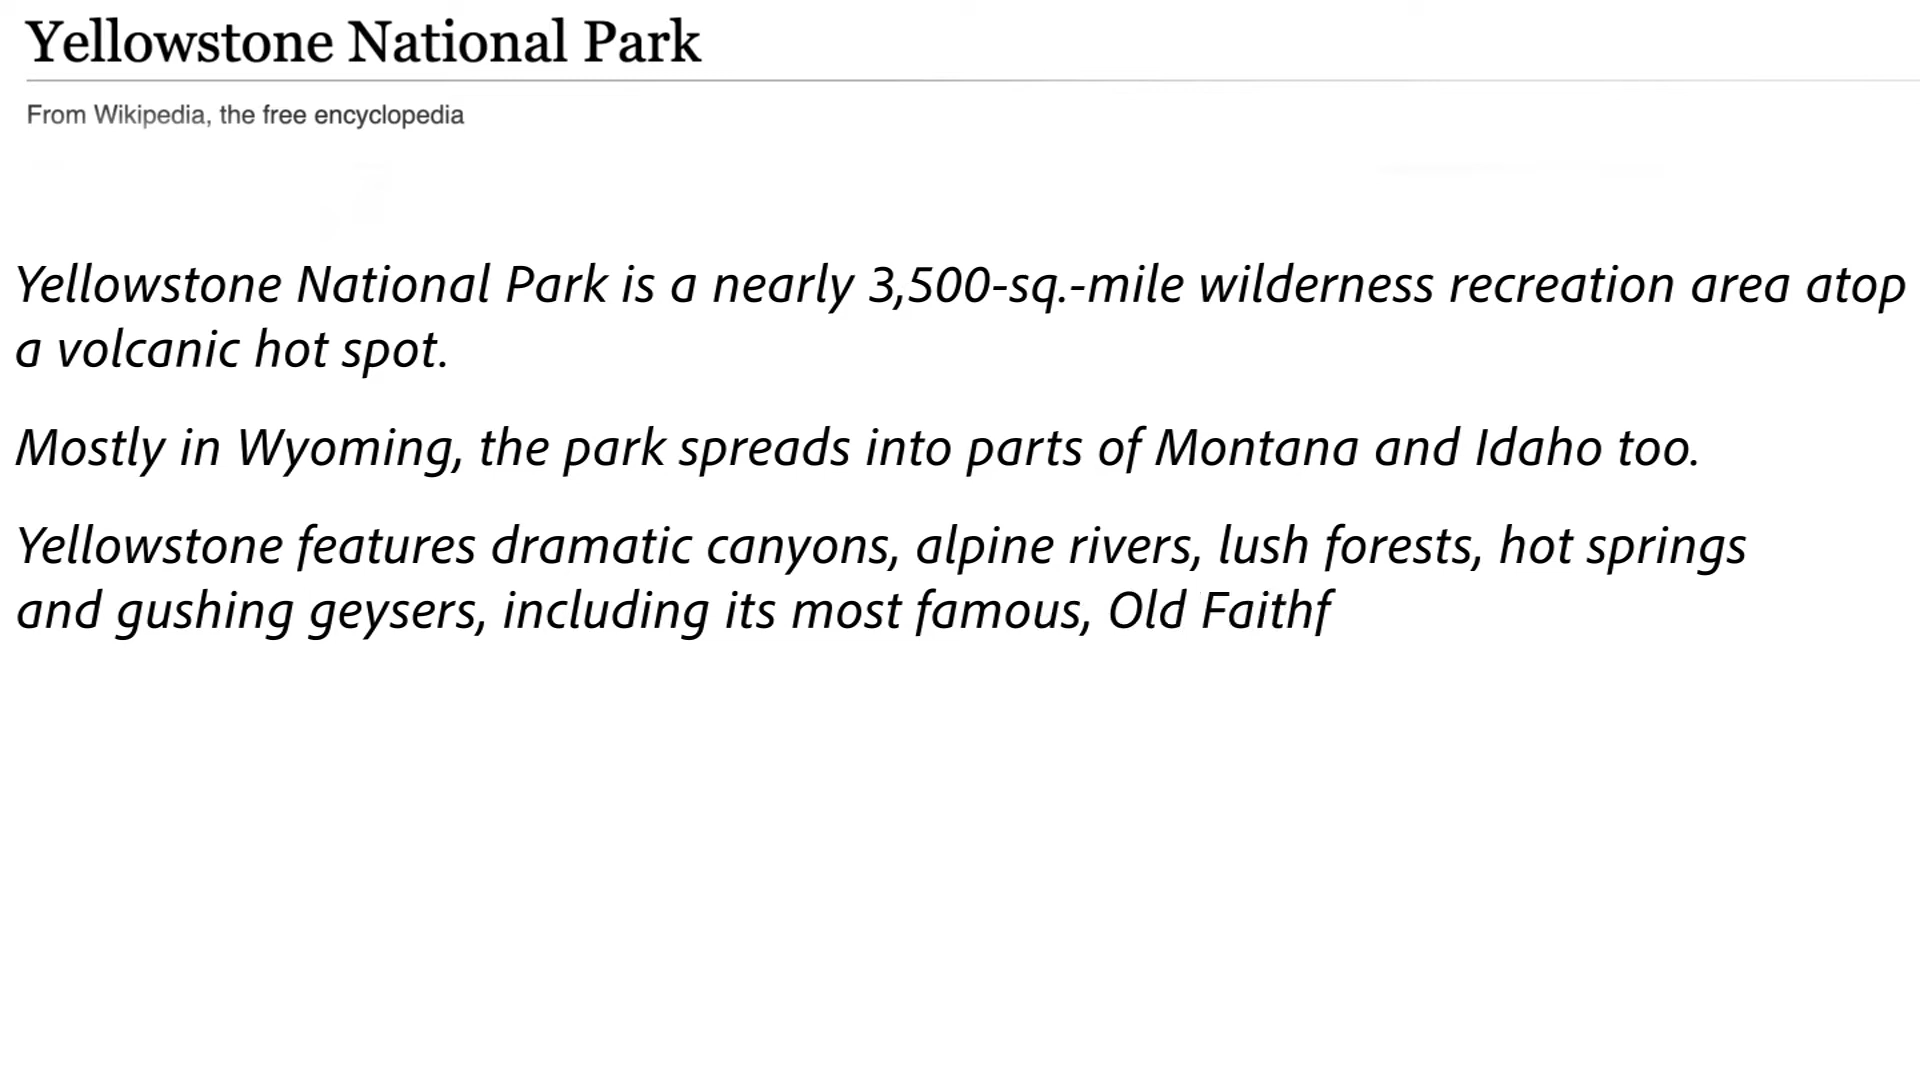 Yellowstone National Park
From Wikipedia, the free encyclopedia
Yellowstone National Park is a nearly 3,500-sq.-mile wilderness recreation area atop
a volcanic hot spot.
Mostly in Wyoming, the park spreads into parts of Montana and Idaho too.
Yellowstone features dramatic canyons, alpine rivers, lush forests, hot springs
and gushing geysers, including its most famous, Old Faithf